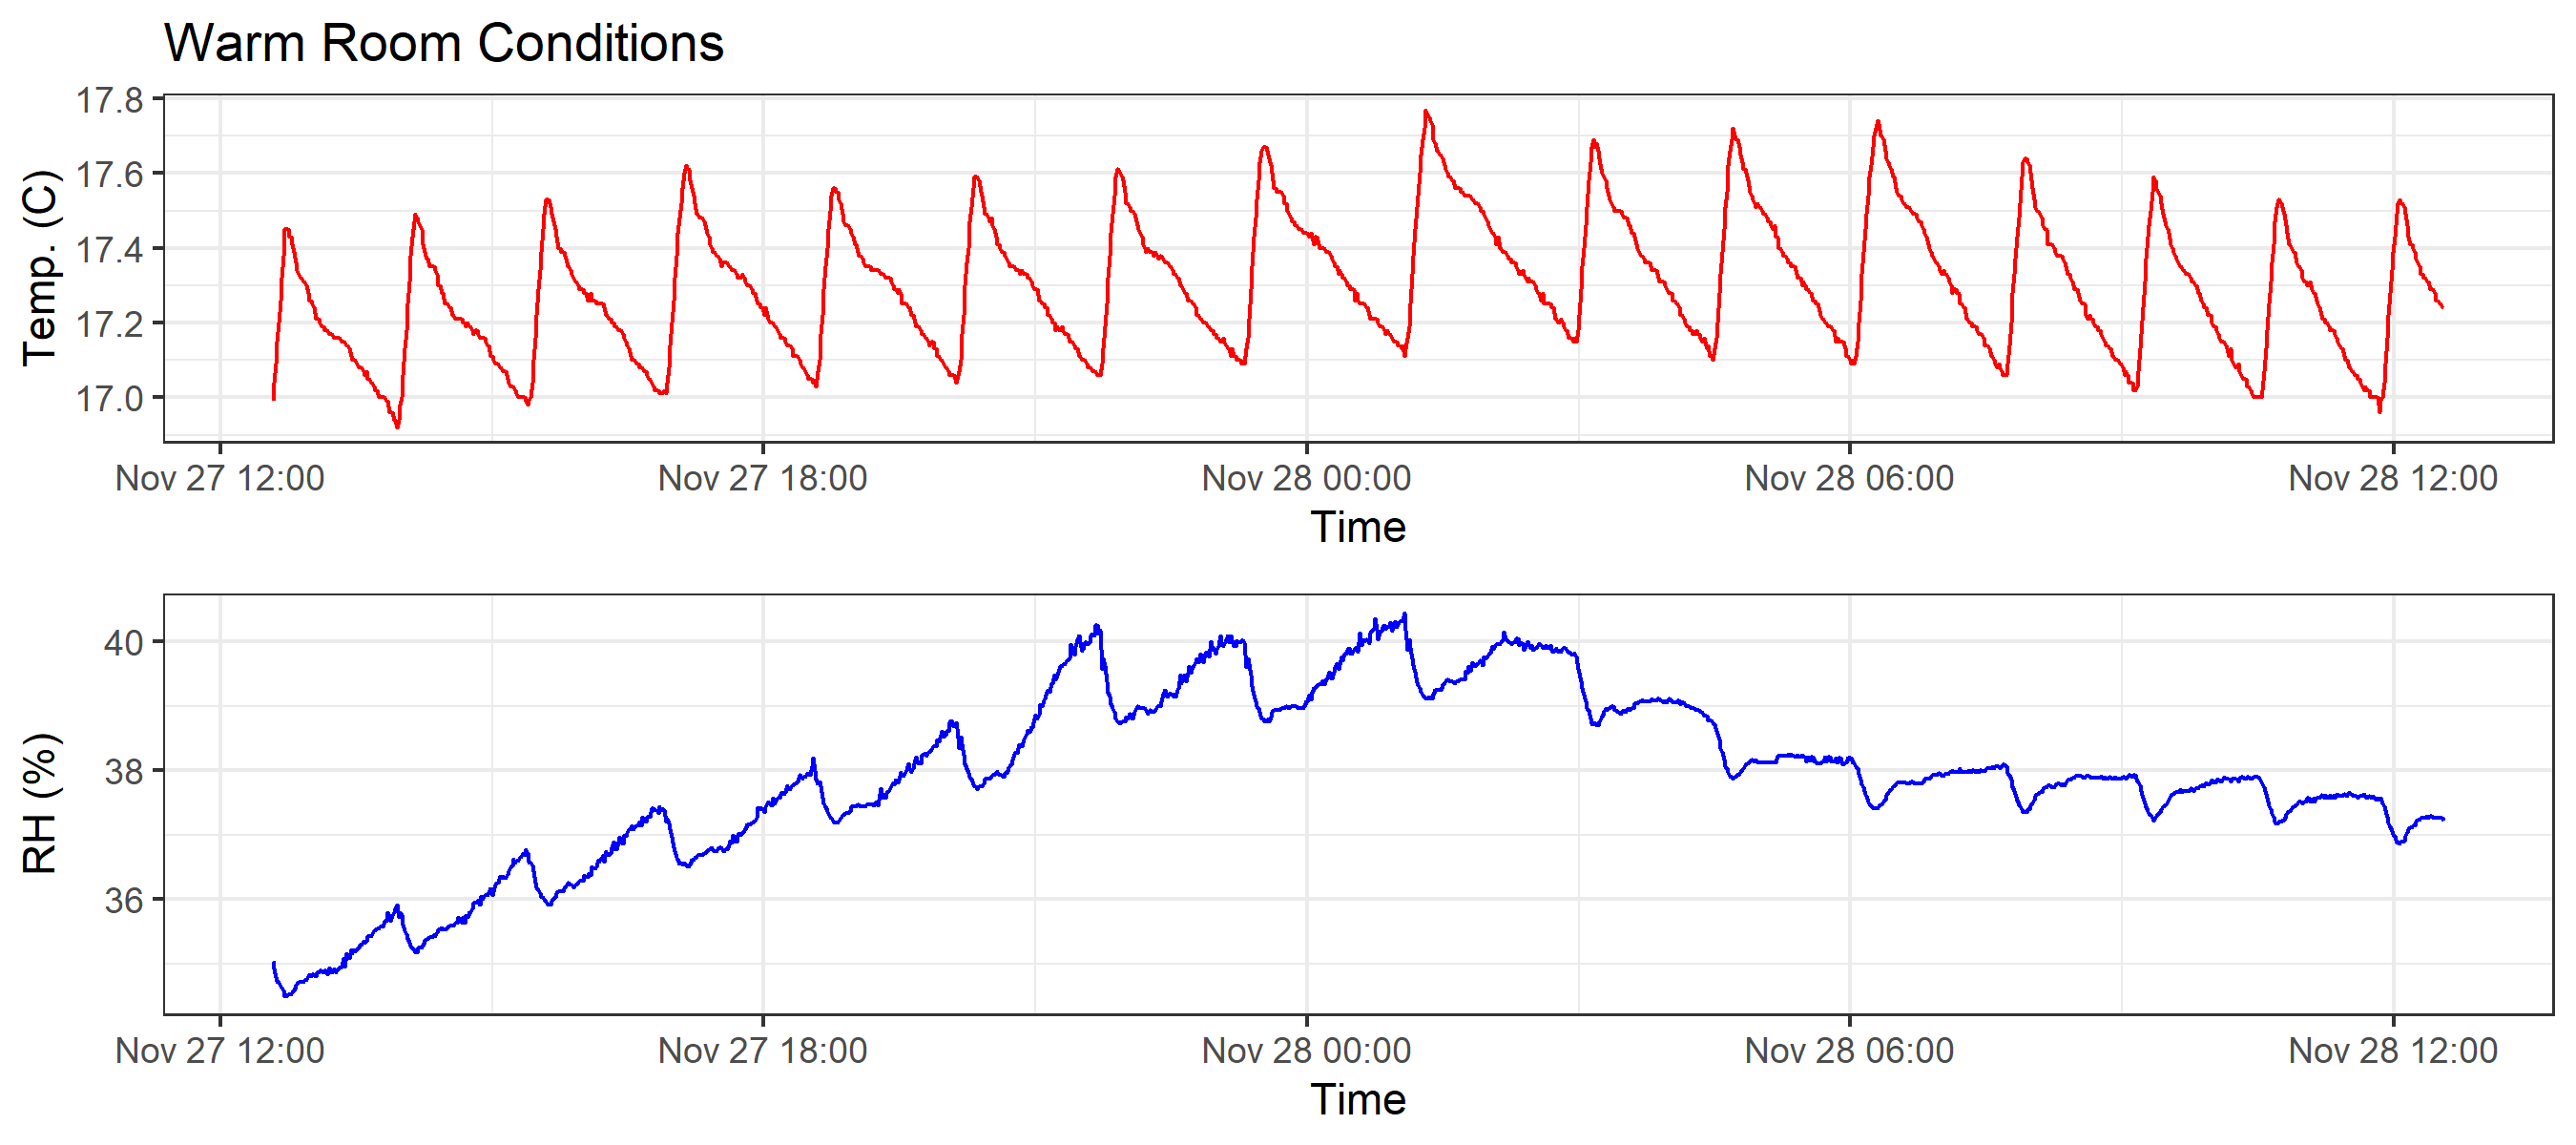 Warm Room Conditions
Temp. (C)
17.8
17.6
17.4
17.2
17.0
Nov 27 12:00 Nov 27 18:00 Nov 28 00:00 Nov 28 06:00 Nov 28 12:00
Time
RH (%)
40
38
36
Nov 27 12:00 Nov 27 18:00 Nov 28 00:00 Nov 28 06:00 Nov 28 12:00
Time